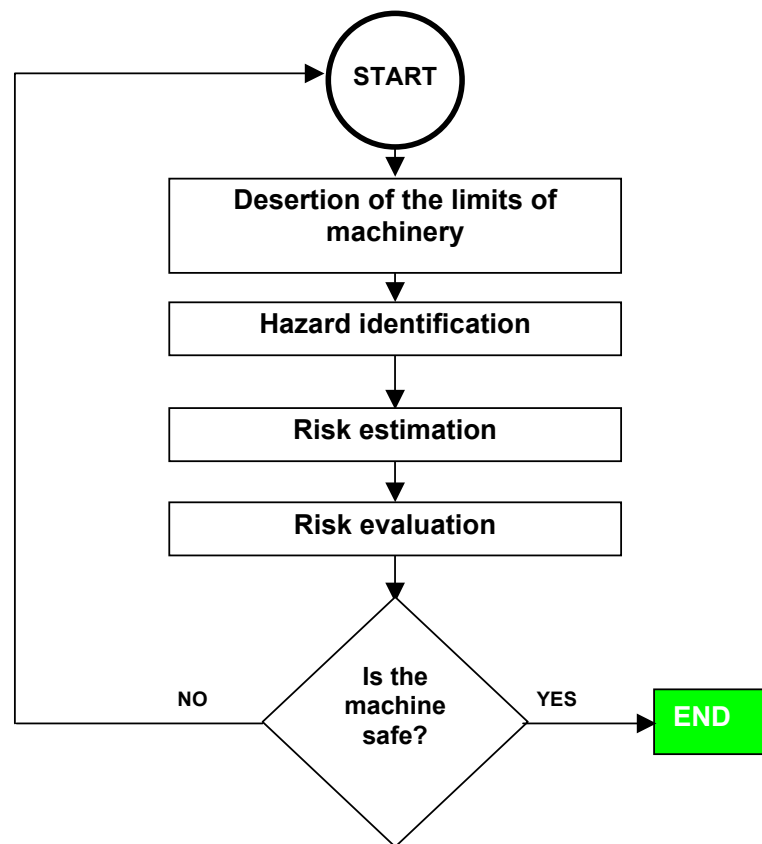 START
Desertion of the limits of
machinery
Hazard identification
Risk estimation
Risk evaluation
Is the
machine
safe?
NO
YES
END